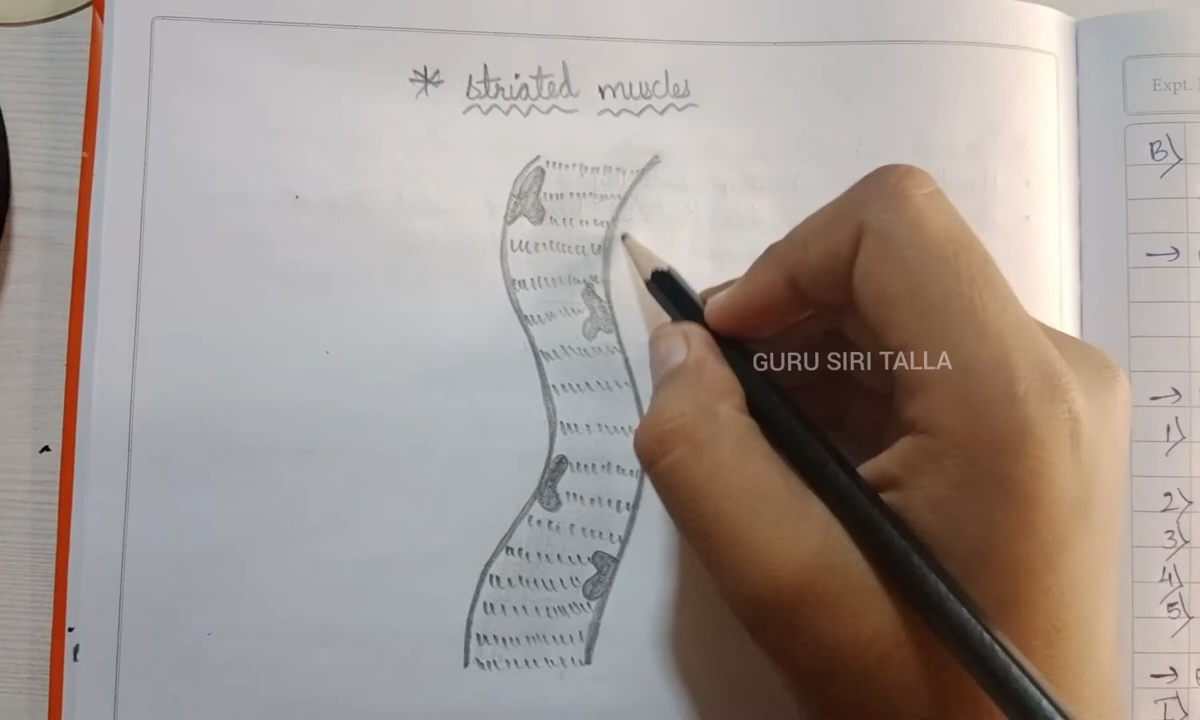 * striated muscles
Expt.
B)
→
GURU SIRI TALLA
→
1)
2)
3)
4)
5)
→